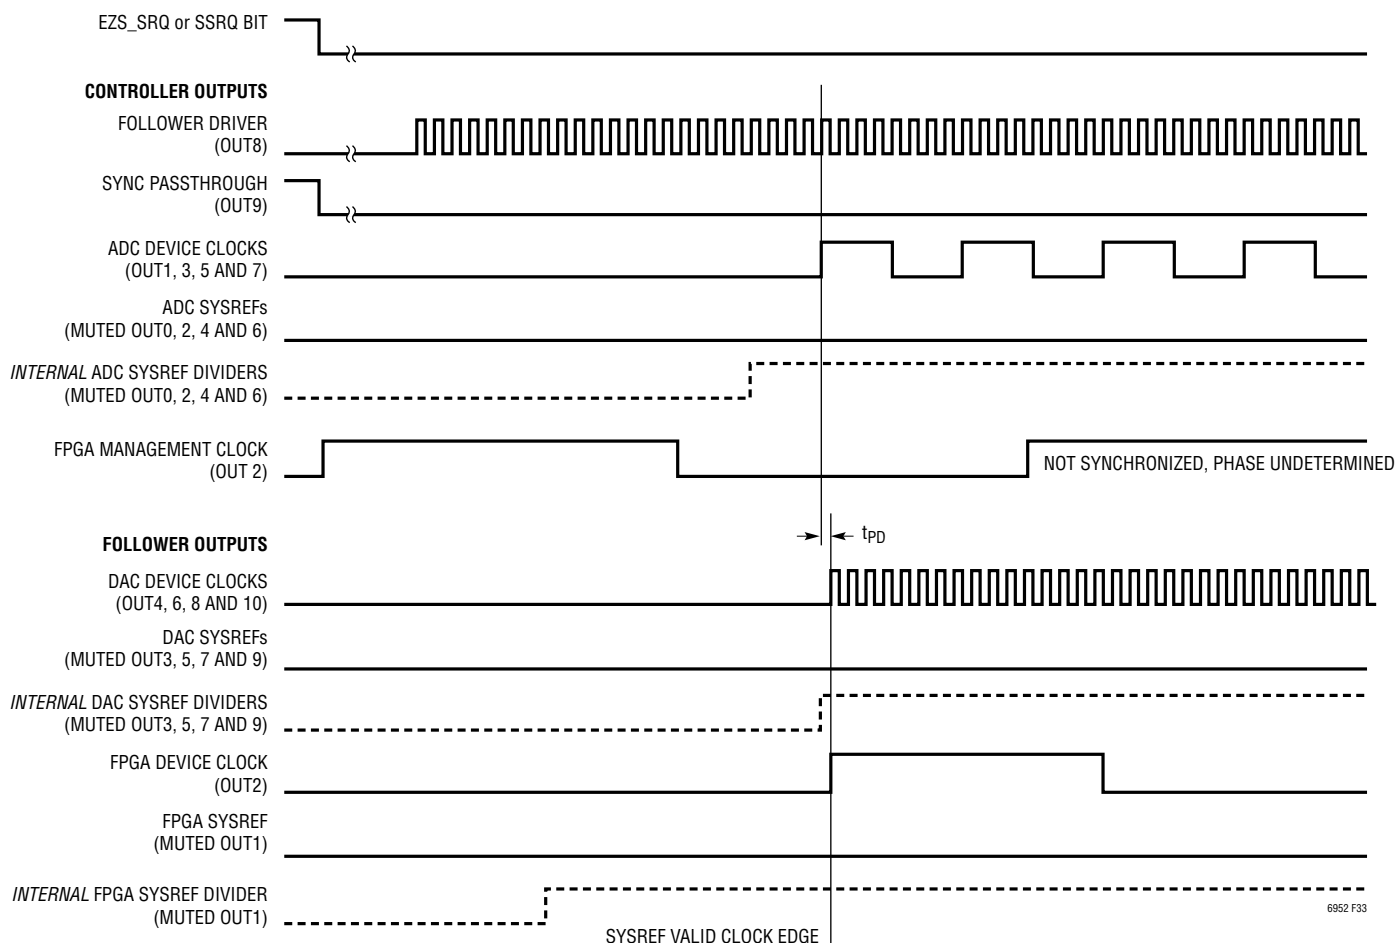 EZS_SRQ or SSRQ BIT
CONTROLLER OUTPUTS
FOLLOWER DRIVER
(OUT8)
SYNC PASSTHROUGH
(OUT9)
ADC DEVICE CLOCKS
(OUT1, 3, 5 AND 7)
ADC SYSREFs
(MUTED OUT0, 2, 4 AND 6)
INTERNAL ADC SYSREF DIVIDERS
(MUTED OUT0, 2, 4 AND 6)
FPGA MANAGEMENT CLOCK
(OUT 2)
NOT SYNCHRONIZED, PHASE UNDETERMINED
tPD
FOLLOWER OUTPUTS
DAC DEVICE CLOCKS
(OUT4, 6, 8 AND 10)
DAC SYSREFs
(MUTED OUT3, 5, 7 AND 9)
INTERNAL DAC SYSREF DIVIDERS
(MUTED OUT3, 5, 7 AND 9)
FPGA DEVICE CLOCK
(OUT2)
FPGA SYSREF
(MUTED OUT1)
INTERNAL FPGA SYSREF DIVIDER
(MUTED OUT1)
6952 F33
SYSREF VALID CLOCK EDGE